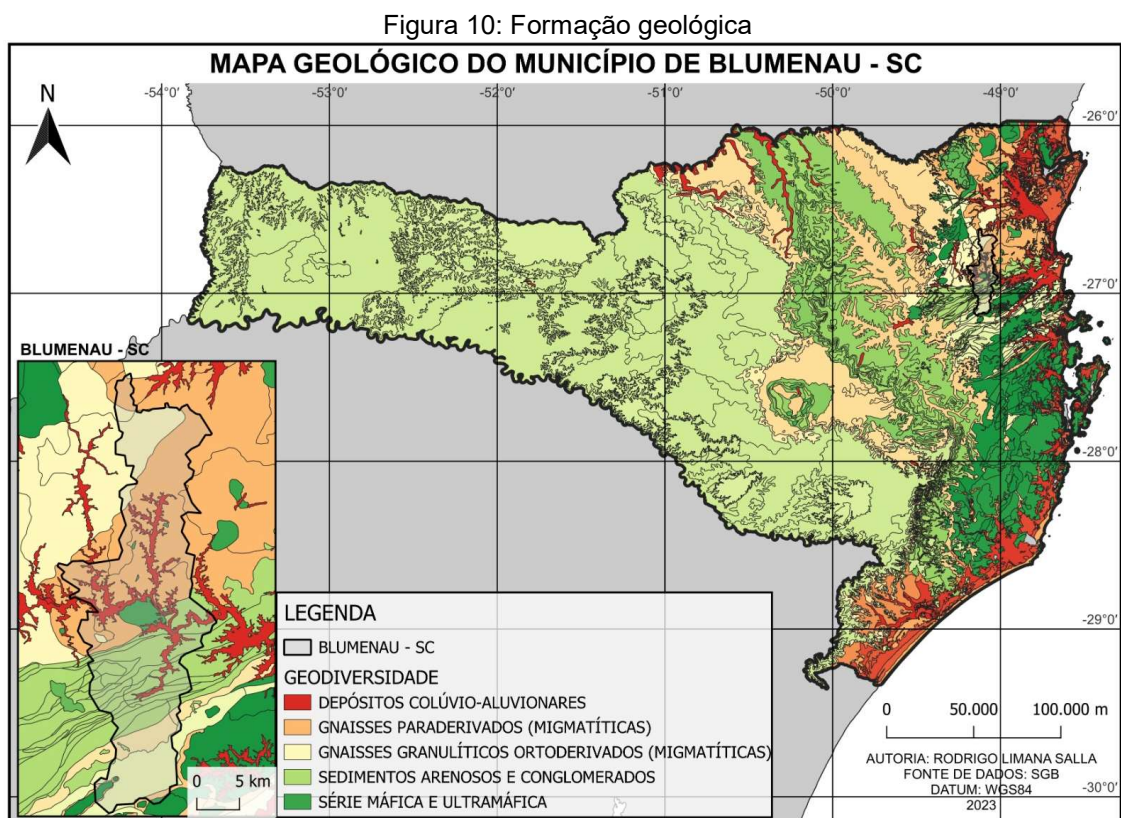 Figura 10: Formação geológica
MAPA GEOLÓGICO DO MUNICÍPIO DE BLUMENAU - SC
N
-54°0' -53°0' -52°0' -51°0' -50°0' -49°0'
-26°0'
-27°0'
-28°0'
-29°0'
-30°0'
BLUMENAU - SC
0 5 km
LEGENDA
BLUMENAU - SC
GEODIVERSIDADE
DEPÓSITOS COLÚVIO-ALUVIONARES
GNAISSES PARADERIVADOS (MIGMATÍTICAS)
GNAISSES GRANULÍTICOS ORTODERIVADOS (MIGMATÍTICAS)
SEDIMENTOS ARENOSOS E CONGLOMERADOS
SÉRIE MÁFICA E ULTRAMÁFICA
0 50.000 100.000 m
AUTORIA: RODRIGO LIMANA SALLA
FONTE DE DADOS: SGB
DATUM: WGS84
2023